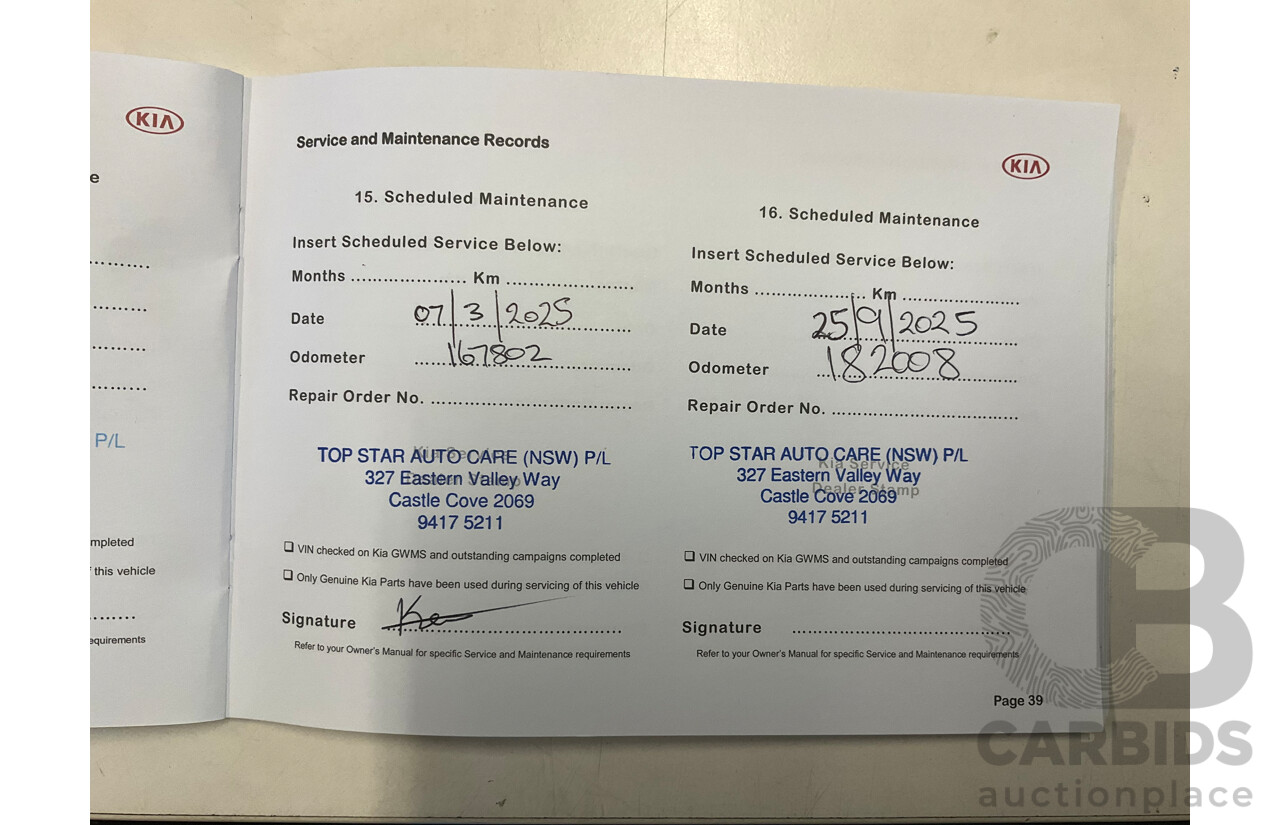 KIA
e
P/L
mpleted
this vehicle
equirements
Service and Maintenance Records
KIA
15. Scheduled Maintenance
Insert Scheduled Service Below:
Months .................... Km ......................
Date 07/3/2025
Odometer 167802
Repair Order No. ...................................
Kia Service
TOP STAR AUTO CARE (NSW) P/L
327 Eastern Valley Way
Castle Cove 2069
9417 5211
❑ VIN checked on Kia GWMS and outstanding campaigns completed
❑ Only Genuine Kia Parts have been used during servicing of this vehicle
Signature
Refer to your Owner's Manual for specific Service and Maintenance requirements
16. Scheduled Maintenance
Insert Scheduled Service Below:
Months .................... Km ......................
Date 25/9/2025
Odometer 182008
Repair Order No. ...................................
TOP STAR AUTO CARE (NSW) P/L
Kia Service
327 Eastern Valley Way
Dealer Stamp
Castle Cove 2069
9417 5211
❑ VIN checked on Kia GWMS and outstanding campaigns completed
❑ Only Genuine Kia Parts have been used during servicing of this vehicle
Signature ........................................
Refer to your Owner's Manual for specific Service and Maintenance requirements
Page 39
CARBIDS
auctionplace